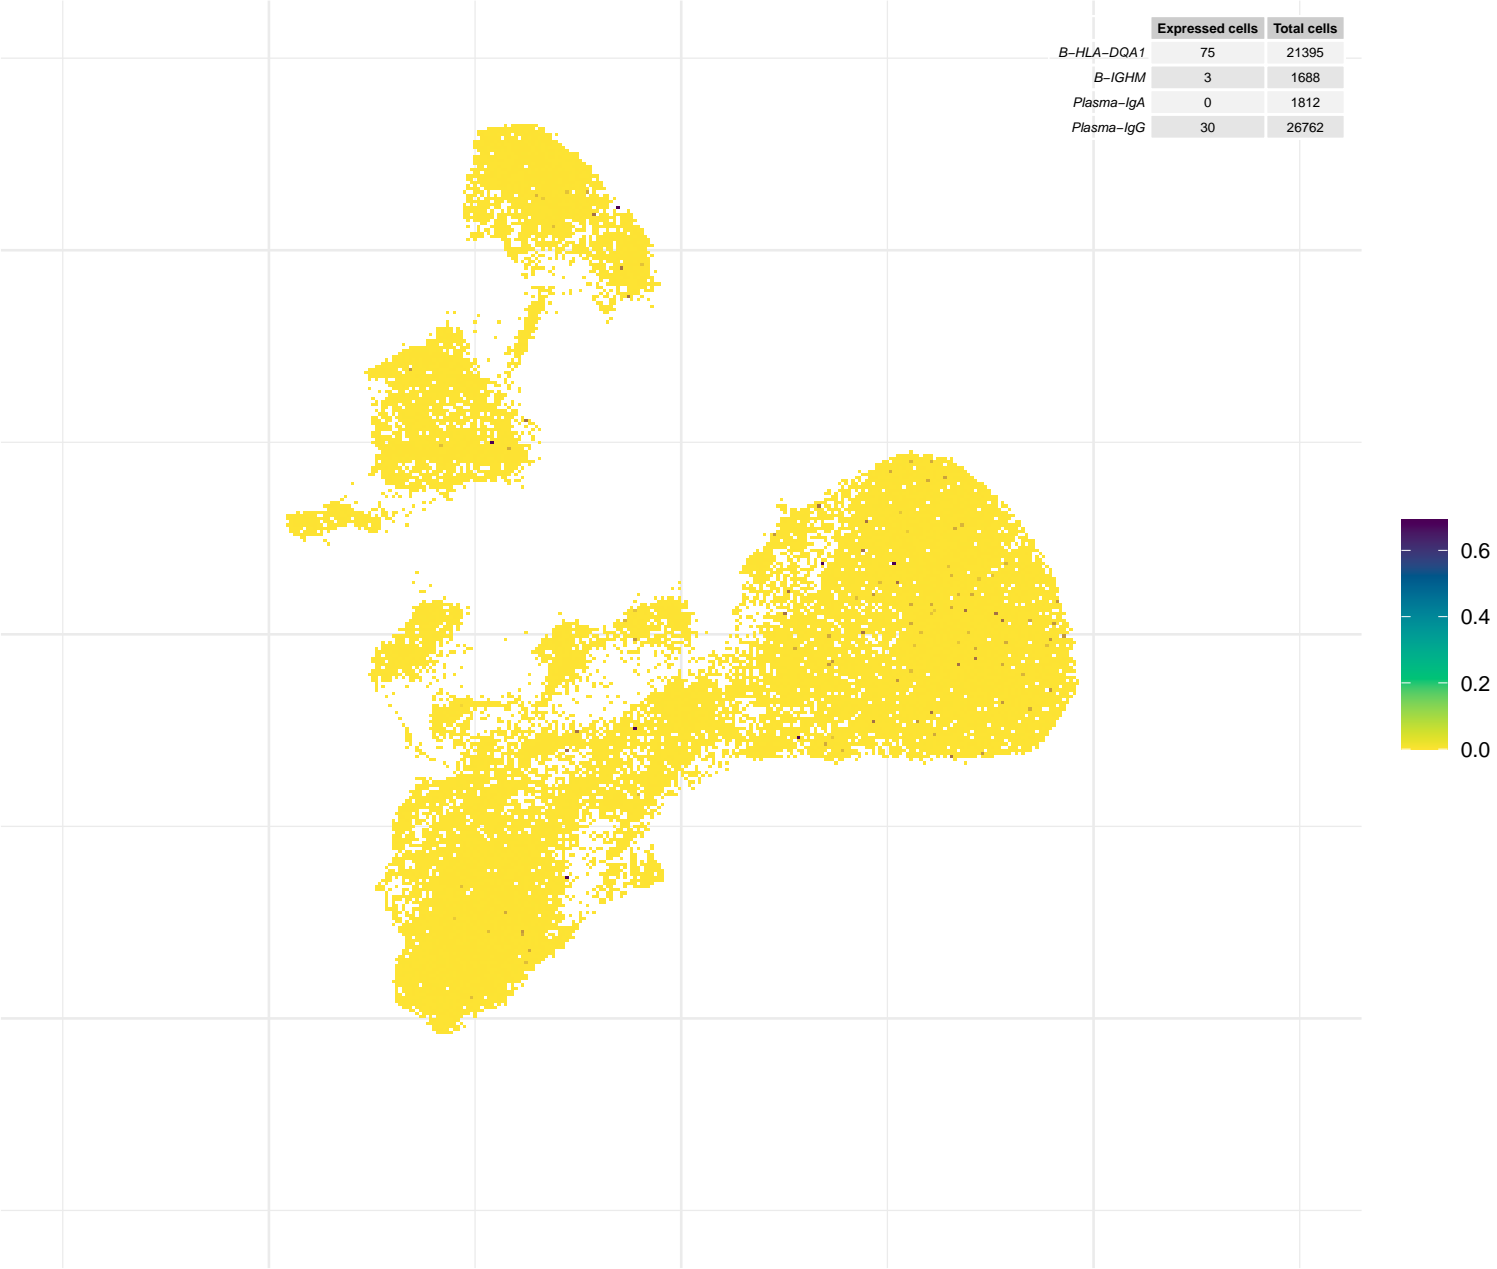 Expressed cells Total cells
B−HLA−DQA1 75 21395
B−IGHM 3 1688
Plasma−IgA 0 1812
Plasma−IgG 30 26762
0.6
0.4
0.2
0.0